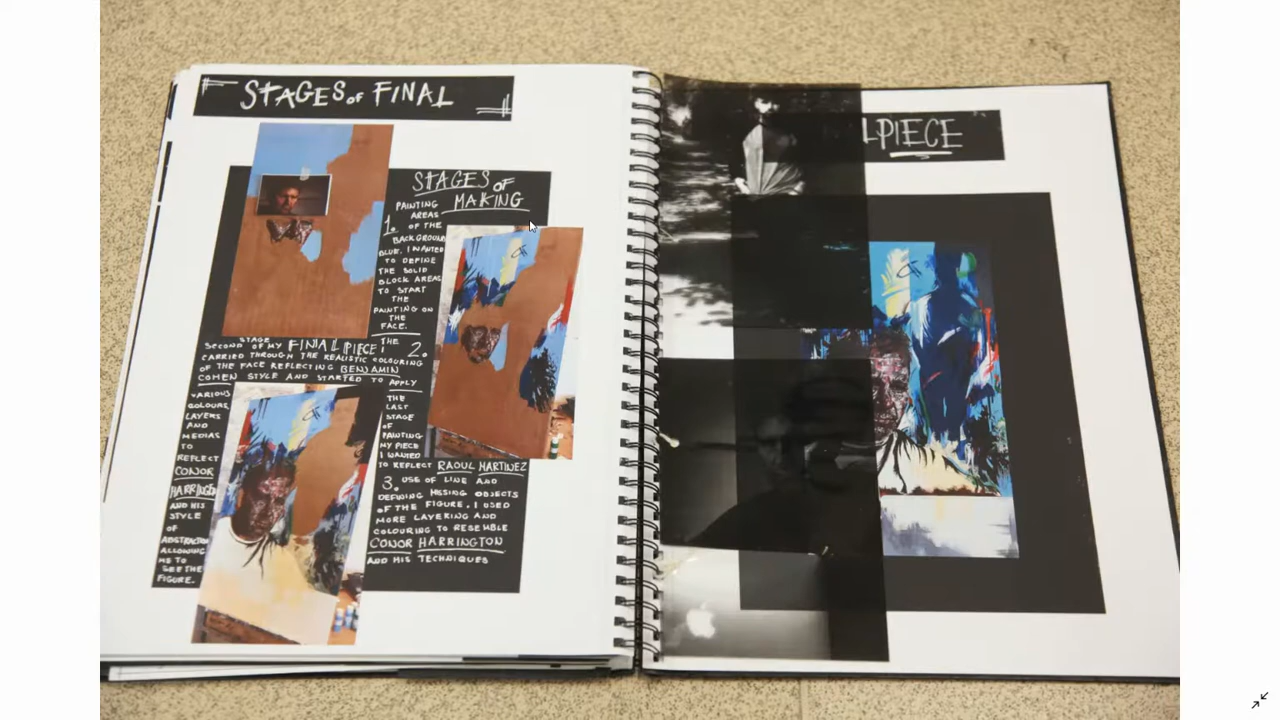 STAGES OF FINAL
LPIECE
STAGES OF
MAKING
1. PAINTING
AREAS
OF THE
BACKGROUND
BLUE. I WANTED
TO DEFINE
THE SOLID
BLOCK AREAS
TO START
THE
PAINTING ON
THE
FACE.
THE 2.
SECOND STAGE OF MY FINAL PIECE I
CARRIED THROUGH THE REALISTIC COLOURING
OF THE FACE REFLECTING BENJAMIN
COHEN STYLE AND STARTED TO APPLY
VARIOUS
COLOURS,
LAYERS
AND
MEDIAS
TO
REFLECT
CONOR
HARRINGTON
AND HIS
STYLE
OF
ABSTRACTION
ALLOWING
ME TO
SEE THE
FIGURE.
THE
LAST
STAGE
OF
PAINTING
MY PIECE
I WANTED
TO REFLECT RAOUL MARTINEZ
3. USE OF LINE AND
DEFINING MISSING OBJECTS
OF THE FIGURE. I USED
MORE LAYERING AND
COLOURING TO RESEMBLE
CONOR HARRINGTON
AND HIS TECHNIQUES